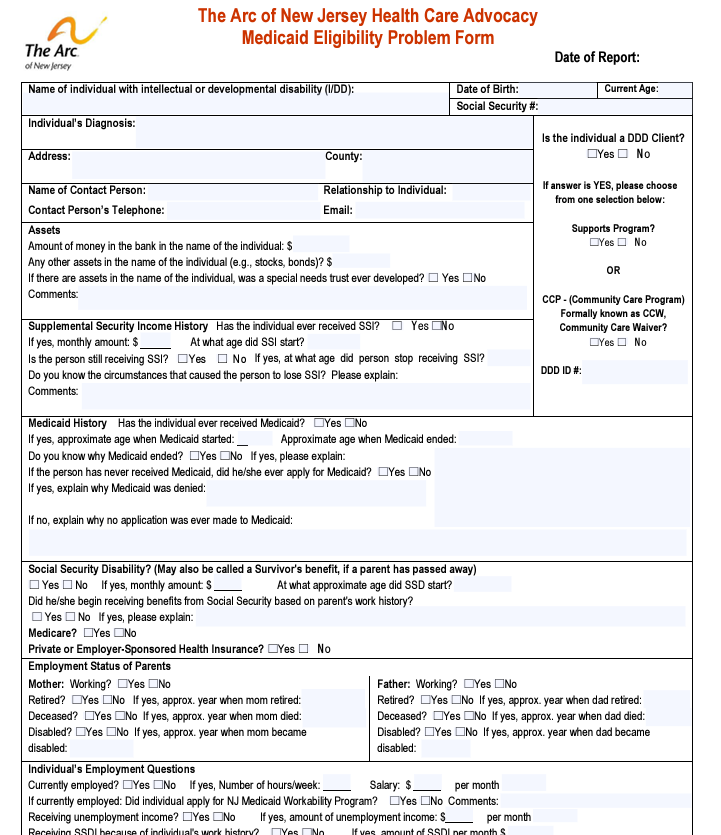 The Arc
of New Jersey
The Arc of New Jersey Health Care Advocacy
Medicaid Eligibility Problem Form
Date of Report:
Name of individual with intellectual or developmental disability (I/DD):
Date of Birth:
Current Age:
Social Security #:
Individual's Diagnosis:
Address:
County:
Name of Contact Person:
Relationship to Individual:
Contact Person's Telephone:
Email:
Is the individual a DDD Client?
☐Yes ☐ No
If answer is YES, please choose
from one selection below:
Supports Program?
☐Yes ☐ No
OR
CCP - (Community Care Program)
Formally known as CCW,
Community Care Waiver?
☐Yes ☐ No
DDD ID #:
Assets
Amount of money in the bank in the name of the individual: $
Any other assets in the name of the individual (e.g., stocks, bonds)? $
If there are assets in the name of the individual, was a special needs trust ever developed? ☐ Yes ☐No
Comments:
Supplemental Security Income History Has the individual ever received SSI? ☐ Yes ☐No
If yes, monthly amount: $ _____ At what age did SSI start?
Is the person still receiving SSI? ☐Yes ☐ No If yes, at what age did person stop receiving SSI?
Do you know the circumstances that caused the person to lose SSI? Please explain:
Comments:
Medicaid History Has the individual ever received Medicaid? ☐Yes ☐No
If yes, approximate age when Medicaid started: __ Approximate age when Medicaid ended:
Do you know why Medicaid ended? ☐Yes ☐No If yes, please explain:
If the person has never received Medicaid, did he/she ever apply for Medicaid? ☐Yes ☐No
If yes, explain why Medicaid was denied:
If no, explain why no application was ever made to Medicaid:
Social Security Disability? (May also be called a Survivor's benefit, if a parent has passed away)
☐ Yes ☐ No If yes, monthly amount: $ _____ At what approximate age did SSD start?
Did he/she begin receiving benefits from Social Security based on parent's work history?
☐ Yes ☐ No If yes, please explain:
Medicare? ☐Yes ☐No
Private or Employer-Sponsored Health Insurance? ☐Yes ☐ No
Employment Status of Parents
Mother: Working? ☐Yes ☐No
Retired? ☐Yes ☐No If yes, approx. year when mom retired:
Deceased? ☐Yes ☐No If yes, approx. year when mom died:
Disabled? ☐Yes ☐No If yes, approx. year when mom became
disabled:
Father: Working? ☐Yes ☐No
Retired? ☐Yes ☐No If yes, approx. year when dad retired:
Deceased? ☐Yes ☐No If yes, approx. year when dad died:
Disabled? ☐Yes ☐No If yes, approx. year when dad became
disabled:
Individual's Employment Questions
Currently employed? ☐Yes ☐No If yes, Number of hours/week: _____ Salary: $ _____ per month
If currently employed: Did individual apply for NJ Medicaid Workability Program? ☐Yes ☐No Comments:
Receiving unemployment income? ☐Yes ☐No If yes, amount of unemployment income: $_____ per month
Receiving SSDI because of individual's work history? ☐Yes ☐No If yes, amount of SSDI per month $